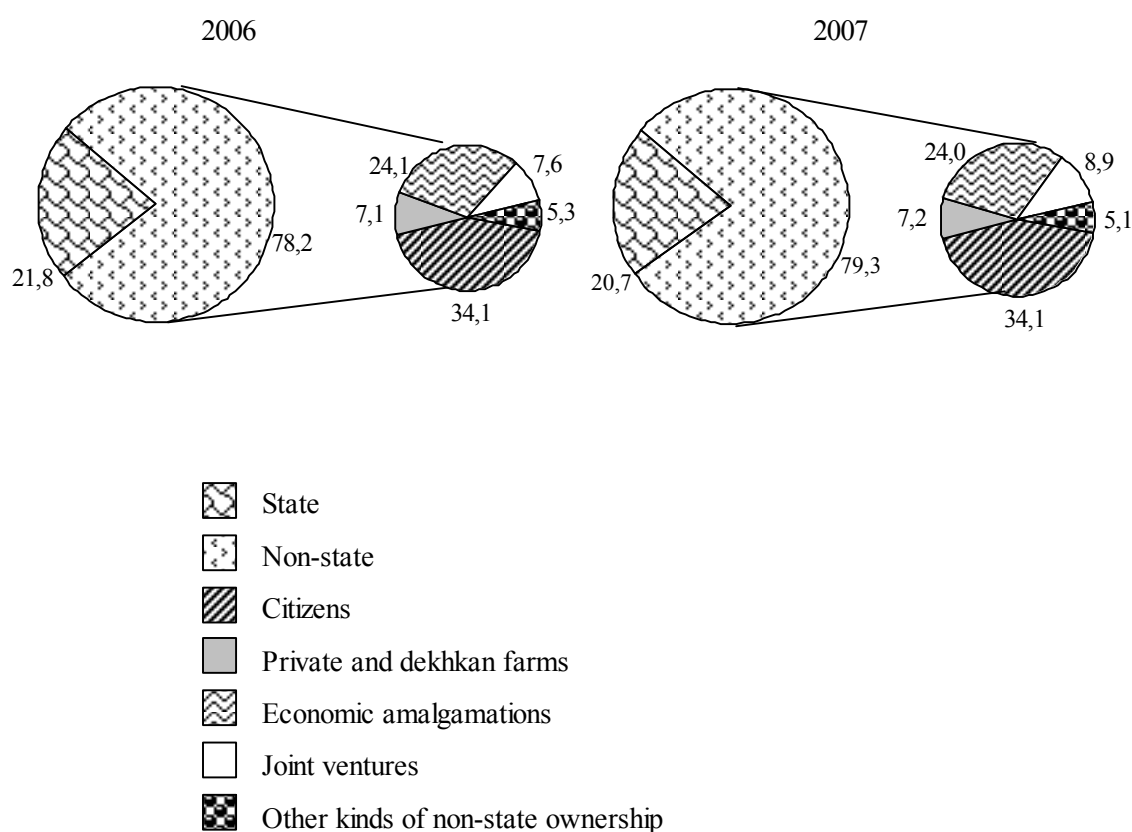 2006
2007
21,8
78,2
24,1
7,6
7,1
5,3
34,1
20,7
79,3
24,0
8,9
7,2
5,1
34,1
State
Non-state
Citizens
Private and dekhkan farms
Economic amalgamations
Joint ventures
Other kinds of non-state ownership